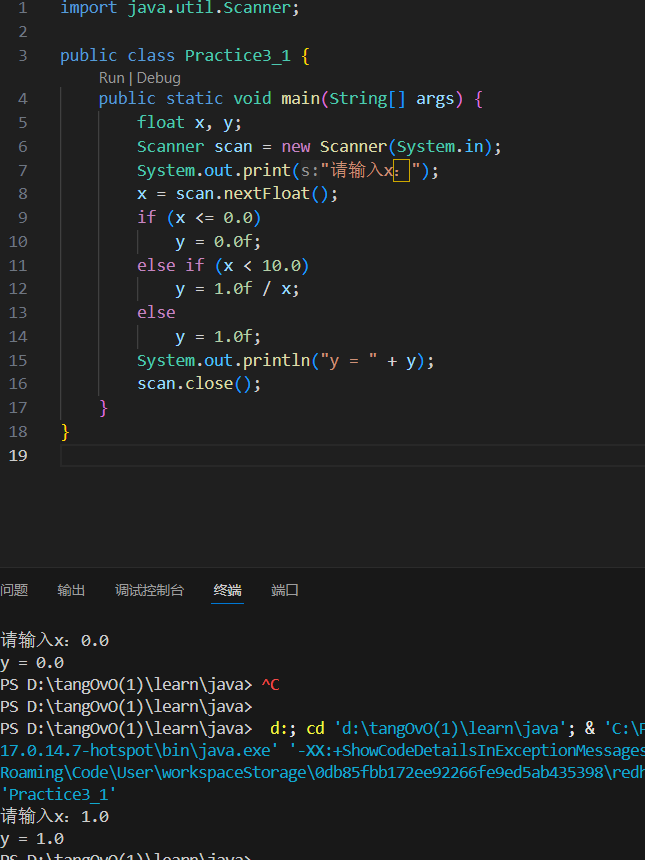 1 import java.util.Scanner;
2
3 public class Practice3_1 {
Run | Debug
4 public static void main(String[] args) {
5 float x, y;
6 Scanner scan = new Scanner(System.in);
7 System.out.print(s:"请输入x：");
8 x = scan.nextFloat();
9 if (x <= 0.0)
10 y = 0.0f;
11 else if (x < 10.0)
12 y = 1.0f / x;
13 else
14 y = 1.0f;
15 System.out.println("y = " + y);
16 scan.close();
17 }
18 }
19
问题 输出 调试控制台 终端 端口
请输入x：0.0
y = 0.0
PS D:\tangOvO(1)\learn\java> ^C
PS D:\tangOvO(1)\learn\java>
PS D:\tangOvO(1)\learn\java> d:; cd 'd:\tangOvO(1)\learn\java'; & 'C:\P
17.0.14.7-hotspot\bin\java.exe' '-XX:+ShowCodeDetailsInExceptionMessages
Roaming\Code\User\workspaceStorage\0db85fbb172ee92266fe9ed5ab435398\redh
'Practice3_1'
请输入x：1.0
y = 1.0
PS D:\tangOvO(1)\learn\java>